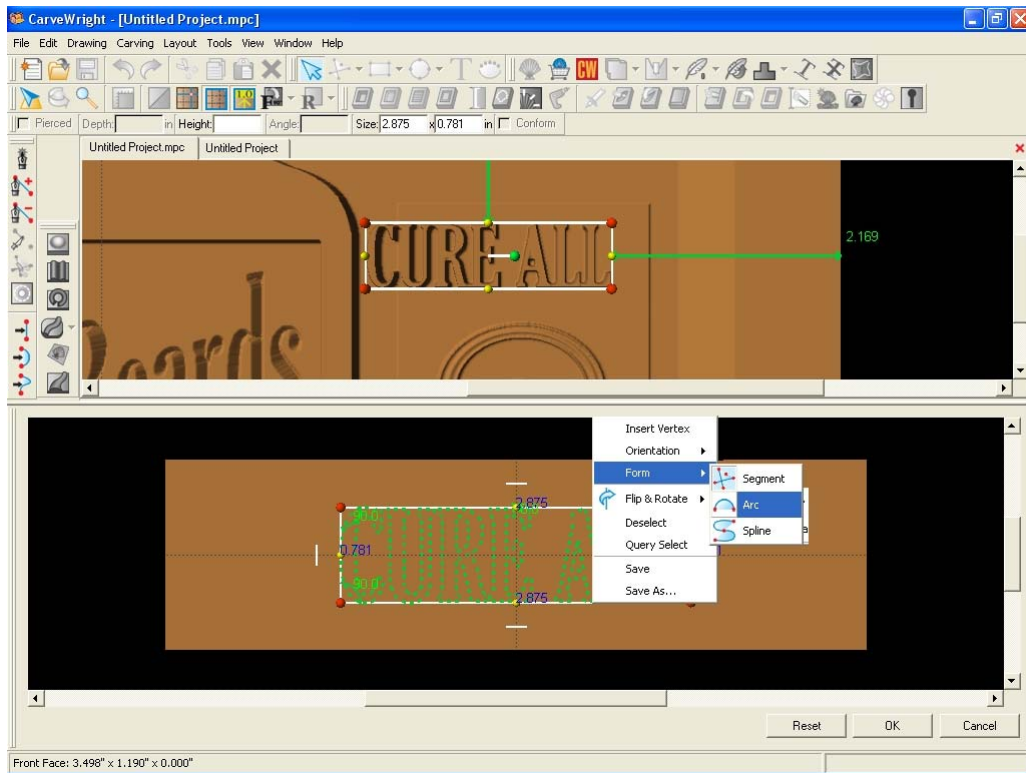 CarveWright - [Untitled Project.mpc]
File Edit Drawing Carving Layout Tools View Window Help
Pierced Depth: in Height: Angle: Size: 2.875 x 0.781 in Conform
Untitled Project.mpc Untitled Project
CURE ALL
2.169
Boards
Insert Vertex
Orientation
Form
Segment
Flip & Rotate
Arc
Deselect
Spline
Query Select
Save
Save As...
2.875
90.0°
0.781
CURE A
90.0°
2.875
Reset OK Cancel
Front Face: 3.498" x 1.190" x 0.000"